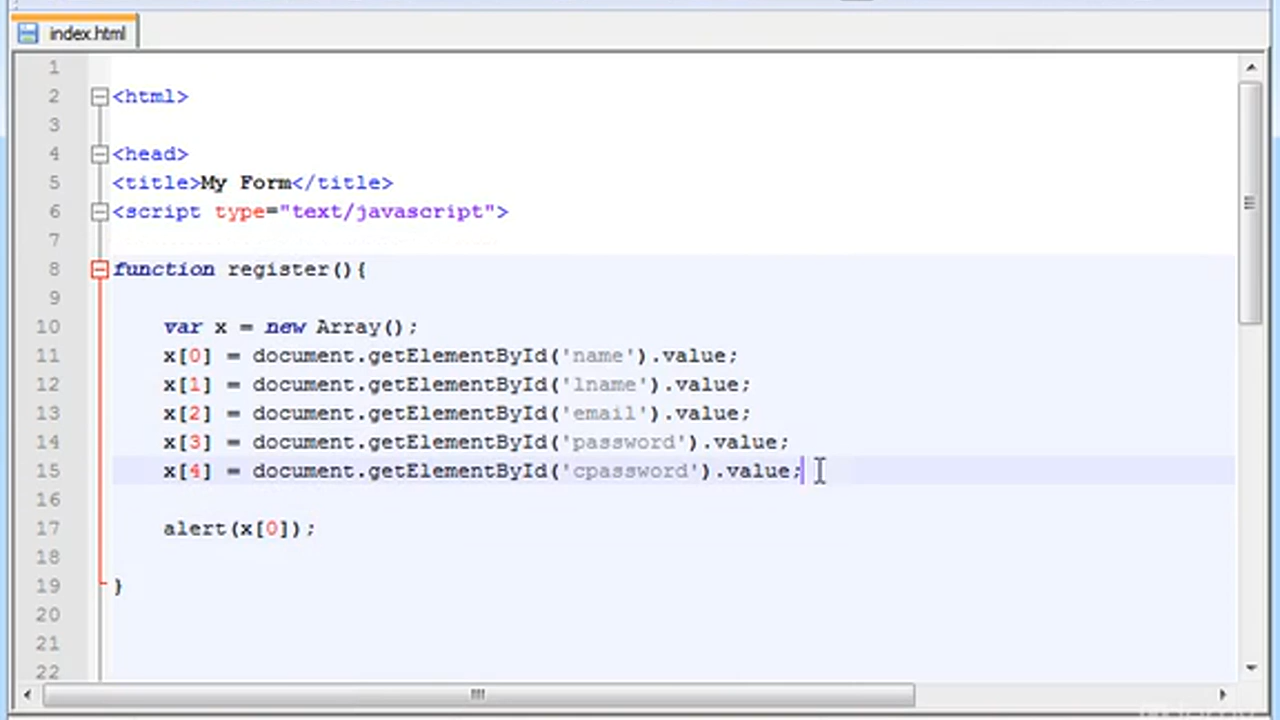 index.html
1
2 <html>
3
4 <head>
5 <title>My Form</title>
6 <script type="text/javascript">
7
8 function register(){
9
10 var x = new Array();
11 x[0] = document.getElementById('name').value;
12 x[1] = document.getElementById('lname').value;
13 x[2] = document.getElementById('email').value;
14 x[3] = document.getElementById('password').value;
15 x[4] = document.getElementById('cpassword').value;
16
17 alert(x[0]);
18
19 }
20
21
22